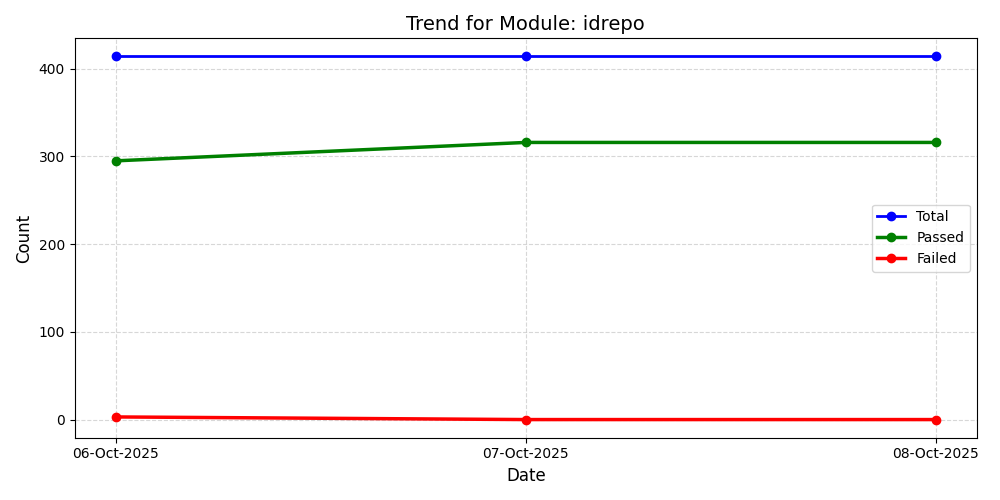 Trend for Module: idrepo
400
300
200
100
0
Count
Total
Passed
Failed
06-Oct-2025
07-Oct-2025
08-Oct-2025
Date